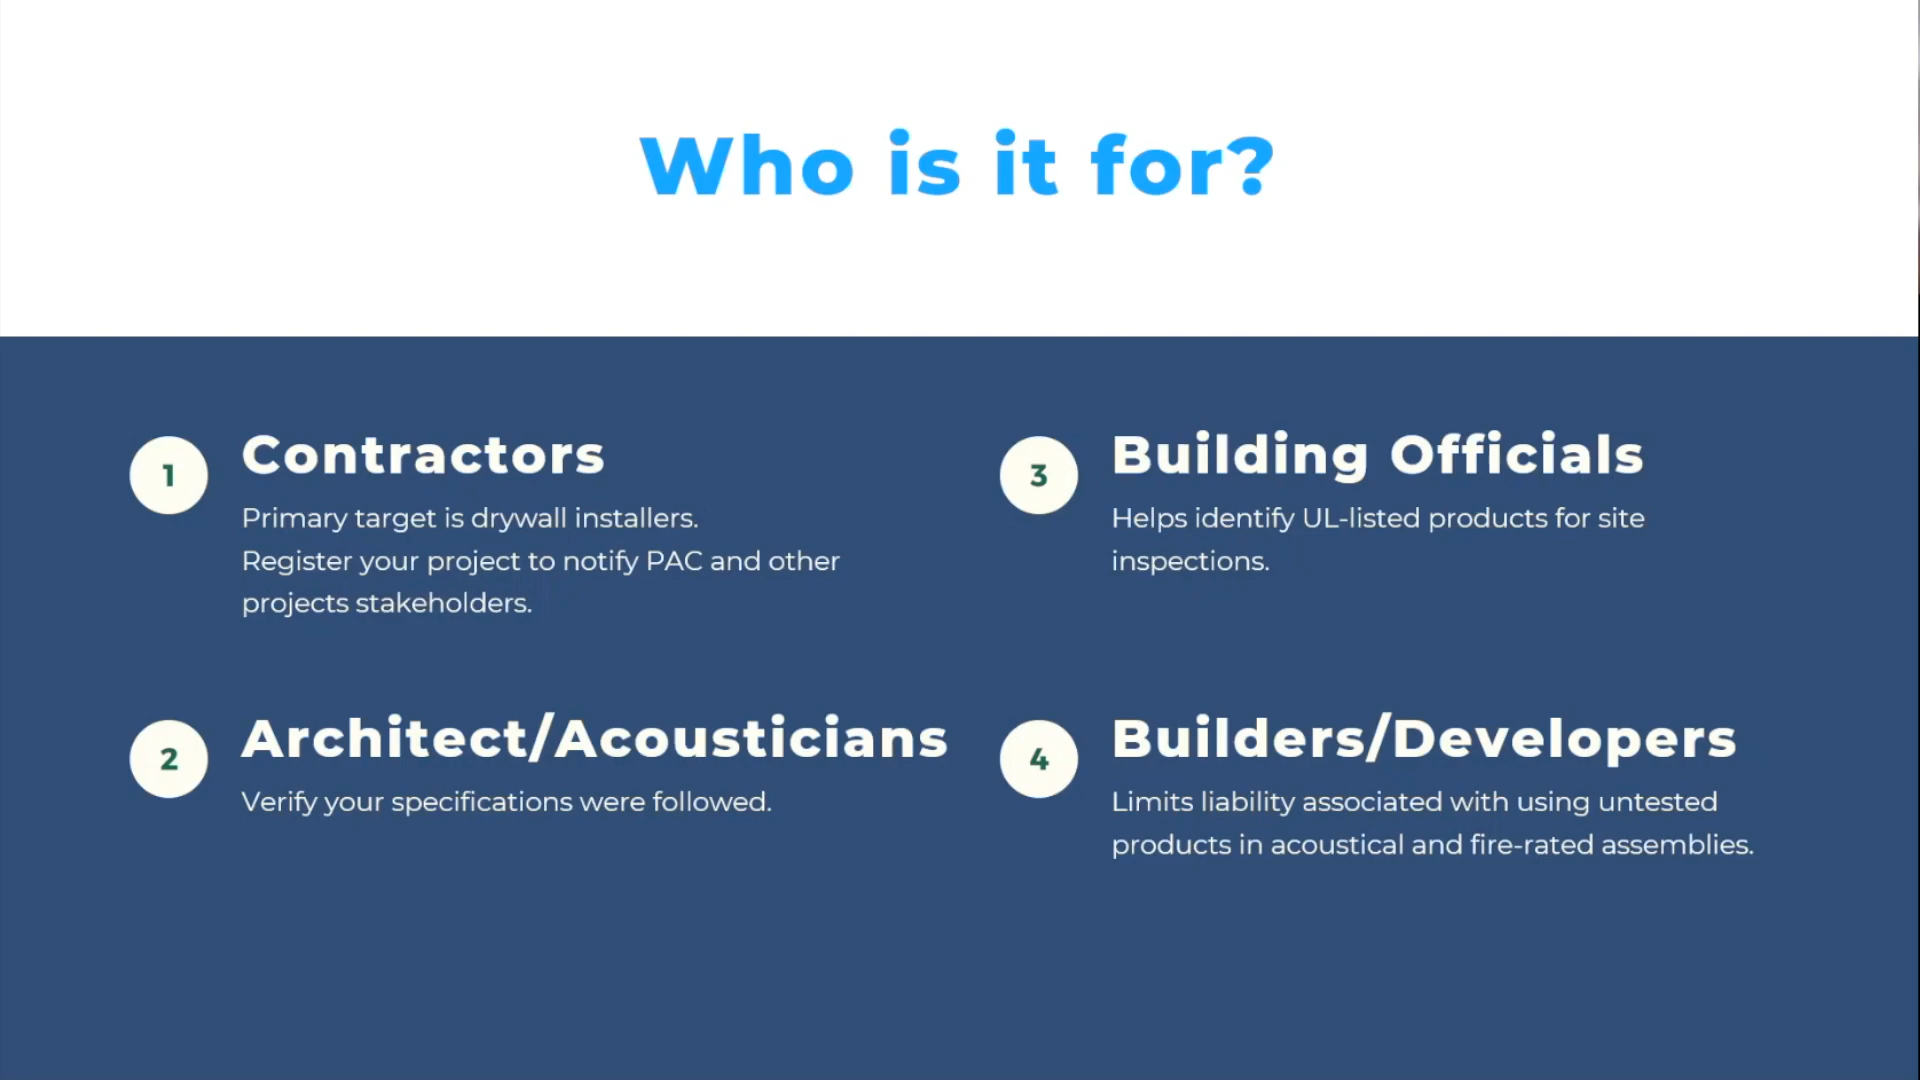 Who is it for?
1
Contractors
Primary target is drywall installers.
Register your project to notify PAC and other
projects stakeholders.
2
Architect/Acousticians
Verify your specifications were followed.
3
Building Officials
Helps identify UL-listed products for site
inspections.
4
Builders/Developers
Limits liability associated with using untested
products in acoustical and fire-rated assemblies.